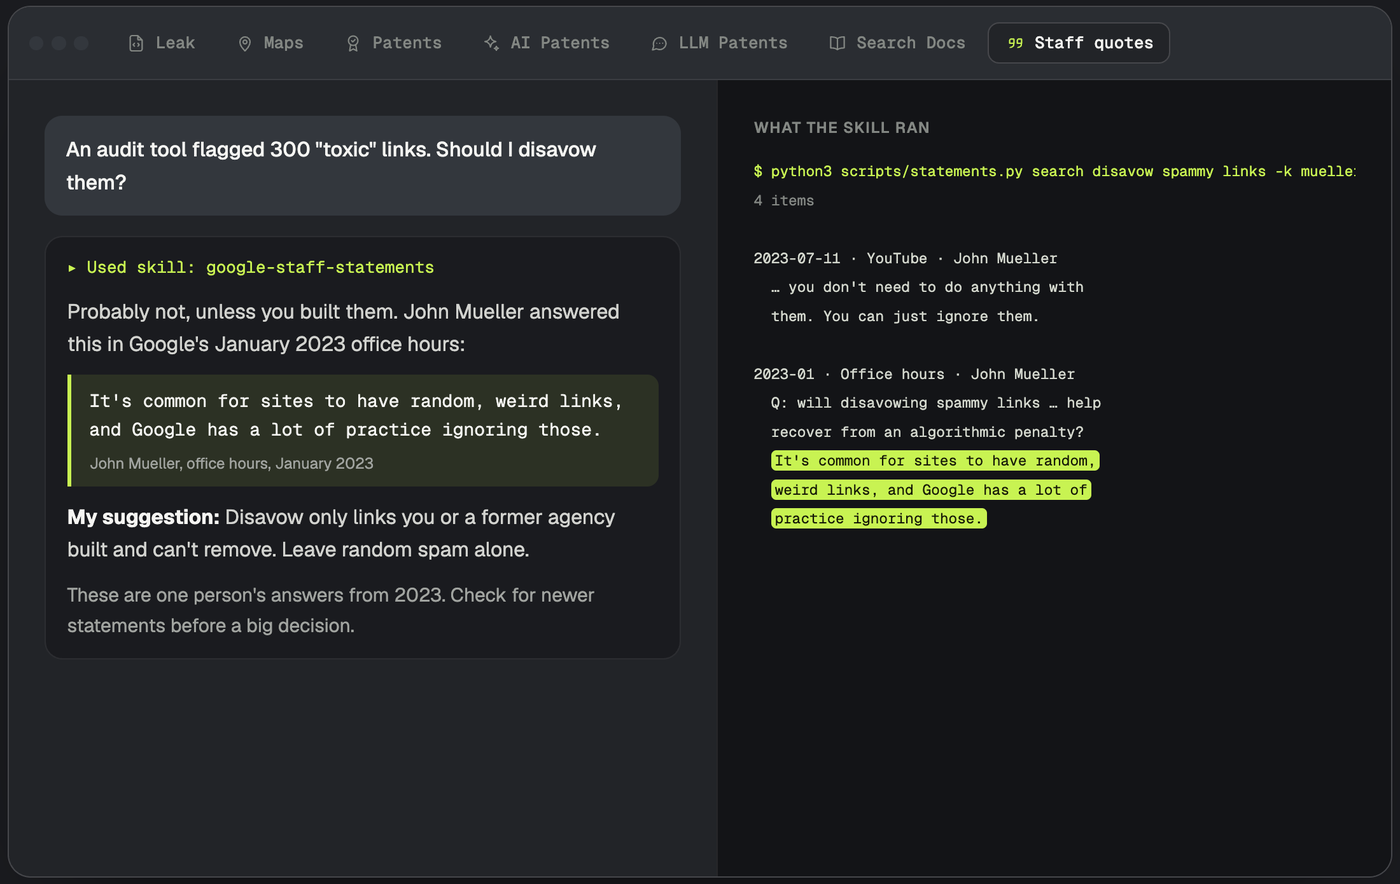 Leak Maps Patents AI Patents LLM Patents Search Docs Staff quotes
An audit tool flagged 300 "toxic" links. Should I disavow
them?
▸ Used skill: google-staff-statements
Probably not, unless you built them. John Mueller answered
this in Google's January 2023 office hours:
It's common for sites to have random, weird links,
and Google has a lot of practice ignoring those.
John Mueller, office hours, January 2023
My suggestion: Disavow only links you or a former agency
built and can't remove. Leave random spam alone.
These are one person's answers from 2023. Check for newer
statements before a big decision.
WHAT THE SKILL RAN
$ python3 scripts/statements.py search disavow spammy links -k
4 items
2023-07-11 · YouTube · John Mueller
… you don't need to do anything with
them. You can just ignore them.
2023-01 · Office hours · John Mueller
Q: will disavowing spammy links … help
recover from an algorithmic penalty?
It's common for sites to have random,
weird links, and Google has a lot of
practice ignoring those.